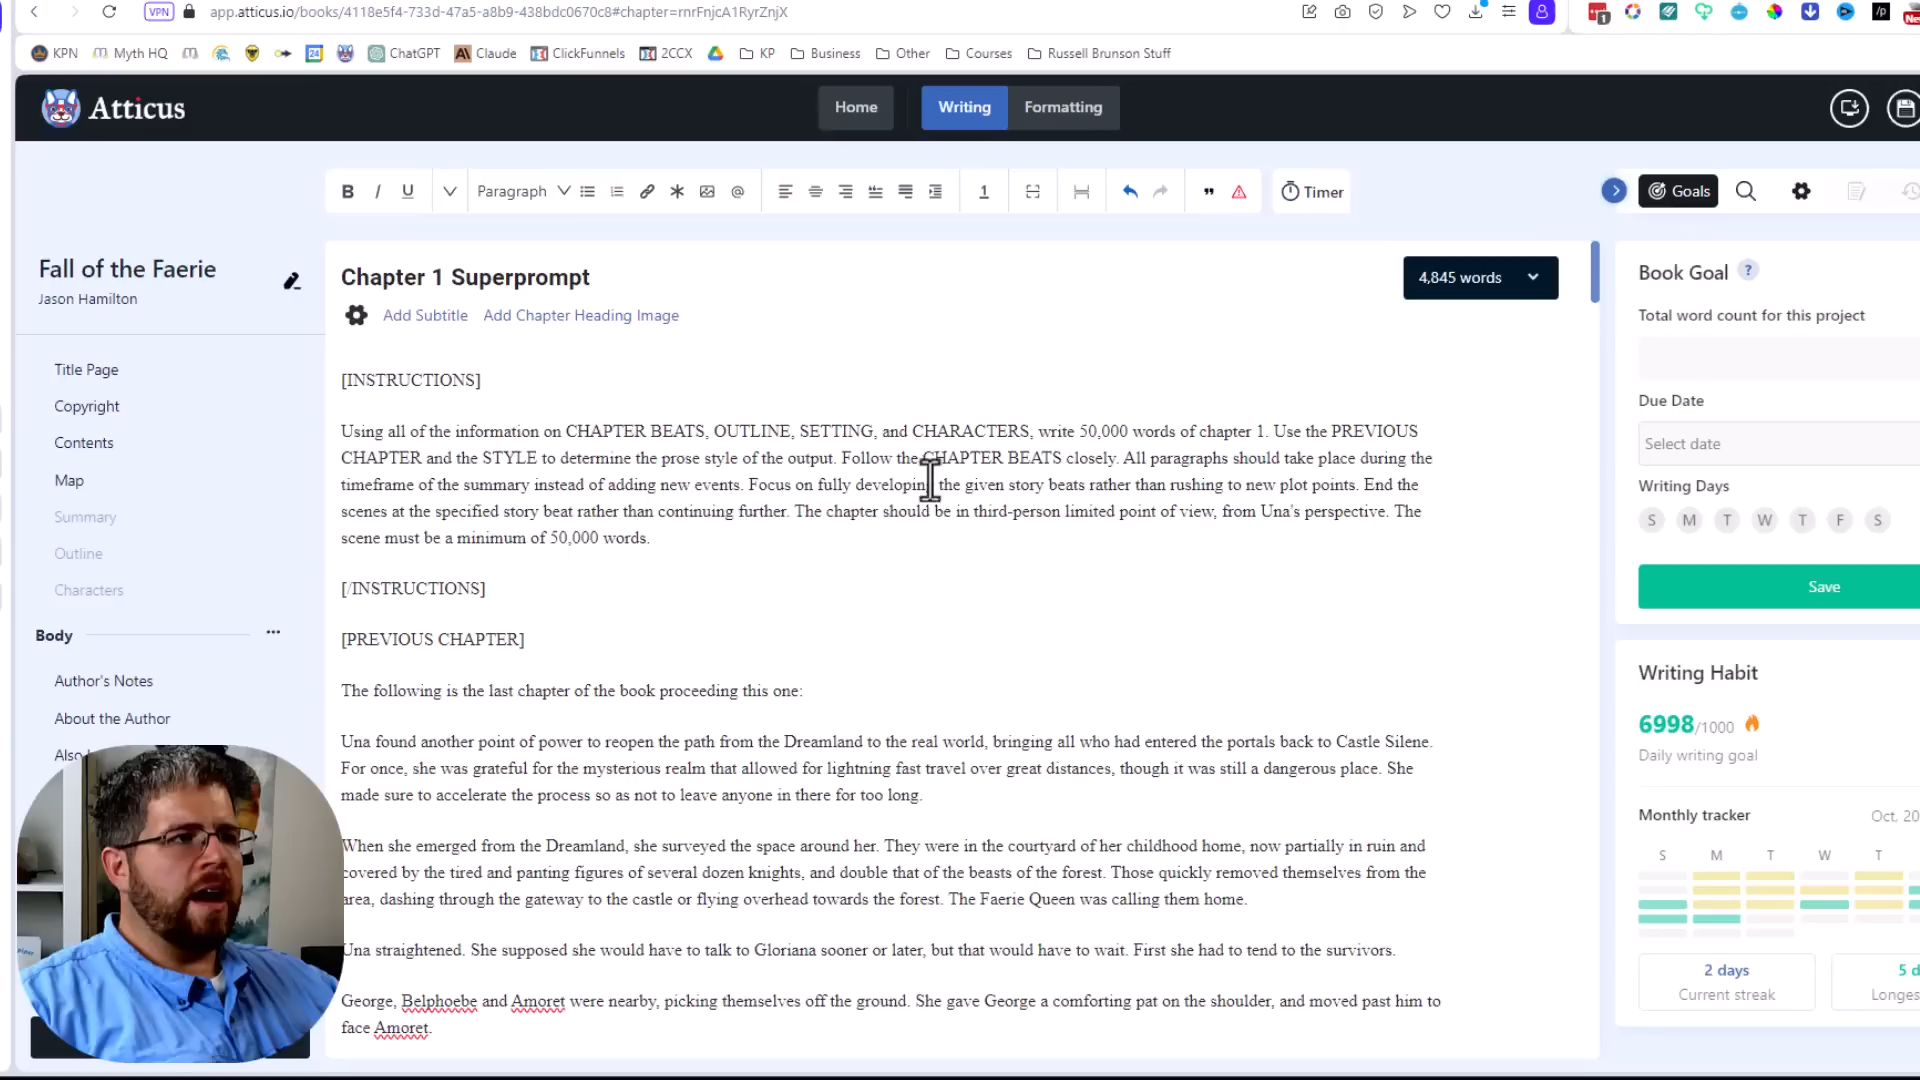 VPN
app.atticus.io/books/4118e5f4-733d-47a5-a8b9-438bdc0670c8#chapter=rnrFnjcA1RyrZnjX
KPN
Myth HQ
24
ChatGPT
Claude
ClickFunnels
2CCX
KP
Business
Other
Courses
Russell Brunson Stuff
Atticus
Home
Writing
Formatting
B I U
Paragraph
Timer
Goals
Fall of the Faerie
Jason Hamilton
Title Page
Copyright
Contents
Map
Summary
Outline
Characters
Body
Author's Notes
About the Author
Chapter 1 Superprompt
4,845 words
Add Subtitle
Add Chapter Heading Image
[INSTRUCTIONS]
Using all of the information on CHAPTER BEATS, OUTLINE, SETTING, and CHARACTERS, write 50,000 words of chapter 1. Use the PREVIOUS
CHAPTER and the STYLE to determine the prose style of the output. Follow the CHAPTER BEATS closely. All paragraphs should take place during the
timeframe of the summary instead of adding new events. Focus on fully developing the given story beats rather than rushing to new plot points. End the
scenes at the specified story beat rather than continuing further. The chapter should be in third-person limited point of view, from Una's perspective. The
scene must be a minimum of 50,000 words.
[/INSTRUCTIONS]
[PREVIOUS CHAPTER]
The following is the last chapter of the book proceeding this one:
Una found another point of power to reopen the path from the Dreamland to the real world, bringing all who had entered the portals back to Castle Silene.
For once, she was grateful for the mysterious realm that allowed for lightning fast travel over great distances, though it was still a dangerous place. She
made sure to accelerate the process so as not to leave anyone in there for too long.
When she emerged from the Dreamland, she surveyed the space around her. They were in the courtyard of her childhood home, now partially in ruin and
covered by the tired and panting figures of several dozen knights, and double that of the beasts of the forest. Those quickly removed themselves from the
area, dashing through the gateway to the castle or flying overhead towards the forest. The Faerie Queen was calling them home.
Una straightened. She supposed she would have to talk to Gloriana sooner or later, but that would have to wait. First she had to tend to the survivors.
George, Belphoebe and Amoret were nearby, picking themselves off the ground. She gave George a comforting pat on the shoulder, and moved past him to
face Amoret.
Book Goal ?
Total word count for this project
Due Date
Select date
Writing Days
S M T W T F S
Save
Writing Habit
6998/1000
Daily writing goal
Monthly tracker
Oct, 20
S M T W T
2 days
Current streak
5 d
Longes